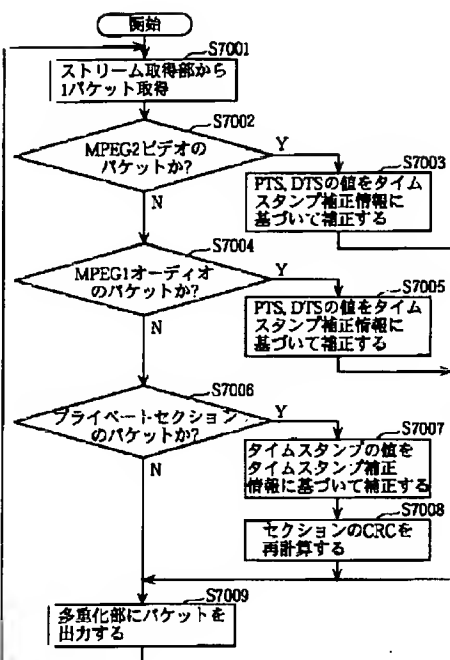 開始
S7001
ストリーム取得部から
1パケット取得
S7002
MPEG2ビデオの
パケットか?
Y
N
S7003
PTS, DTSの値をタイム
スタンプ補正情報に
基づいて補正する
S7004
MPEG1オーディオ
のパケットか?
Y
N
S7005
PTS, DTSの値をタイム
スタンプ補正情報に
基づいて補正する
S7006
プライベートセクション
のパケットか?
Y
N
S7007
タイムスタンプの値を
タイムスタンプ補正
情報に基づいて補正する
S7008
セクションのCRCを
再計算する
S7009
多重化部にパケットを
出力する